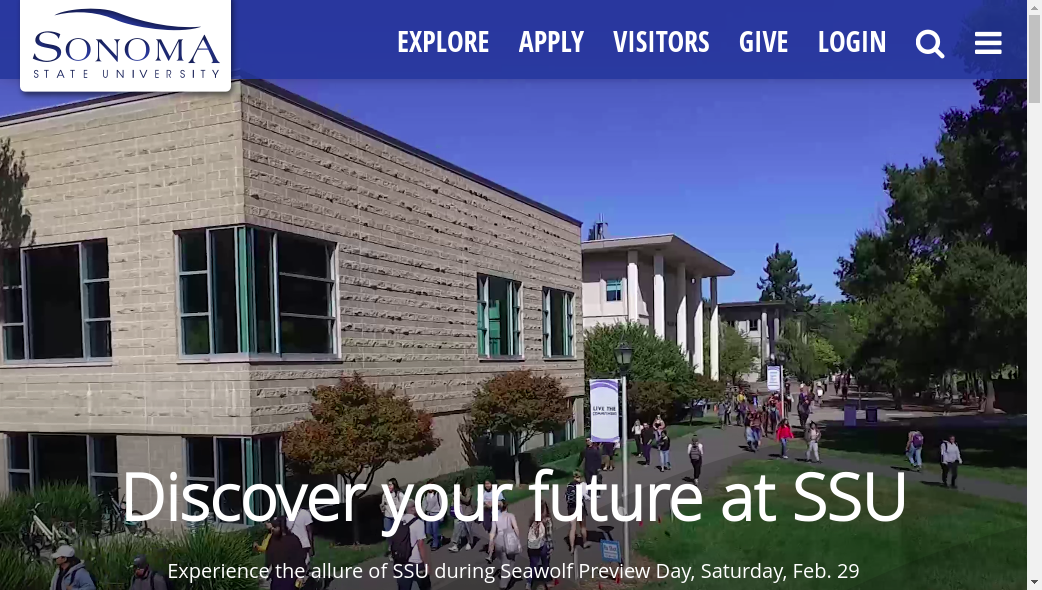 SONOMA
STATE UNIVERSITY
EXPLORE APPLY VISITORS GIVE LOGIN
LIVE THE
Discover your future at SSU
Experience the allure of SSU during Seawolf Preview Day, Saturday, Feb. 29